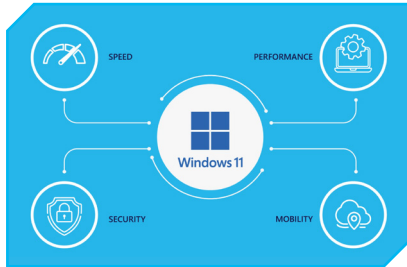 SPEED
PERFORMANCE
Windows 11
SECURITY
MOBILITY